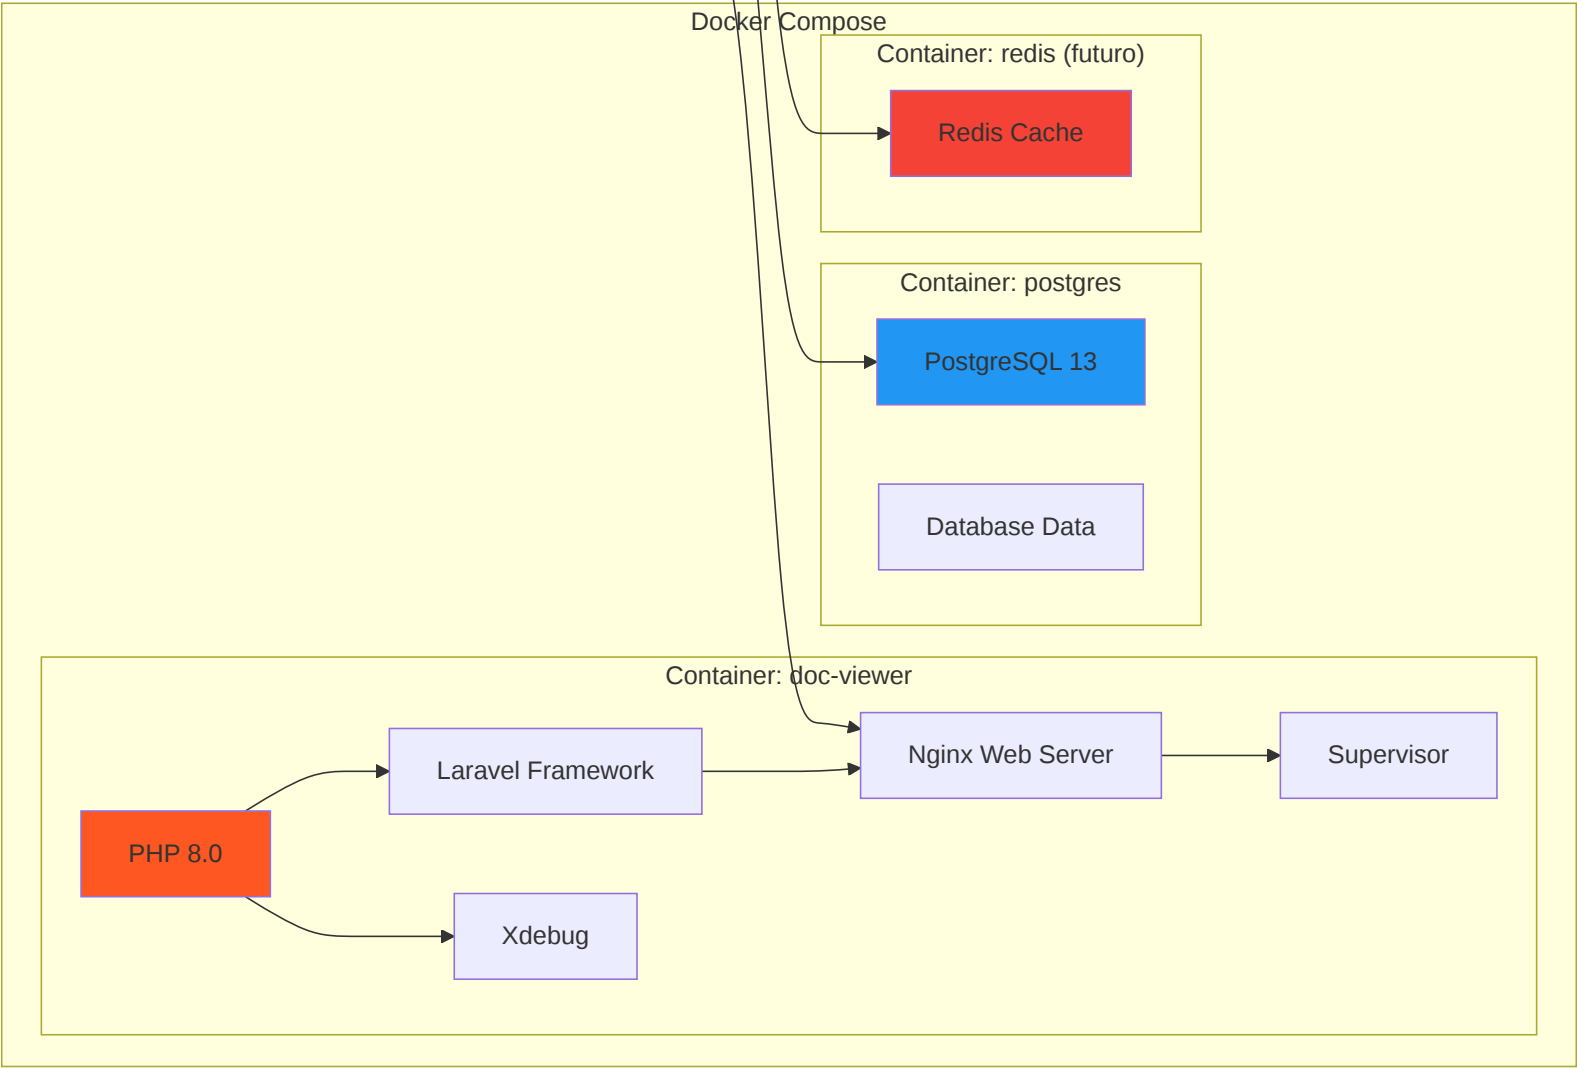 Docker Compose
Container: redis (futuro)
Redis Cache
Container: postgres
PostgreSQL 13
Database Data
Container: doc-viewer
Laravel Framework
Nginx Web Server
Supervisor
PHP 8.0
Xdebug